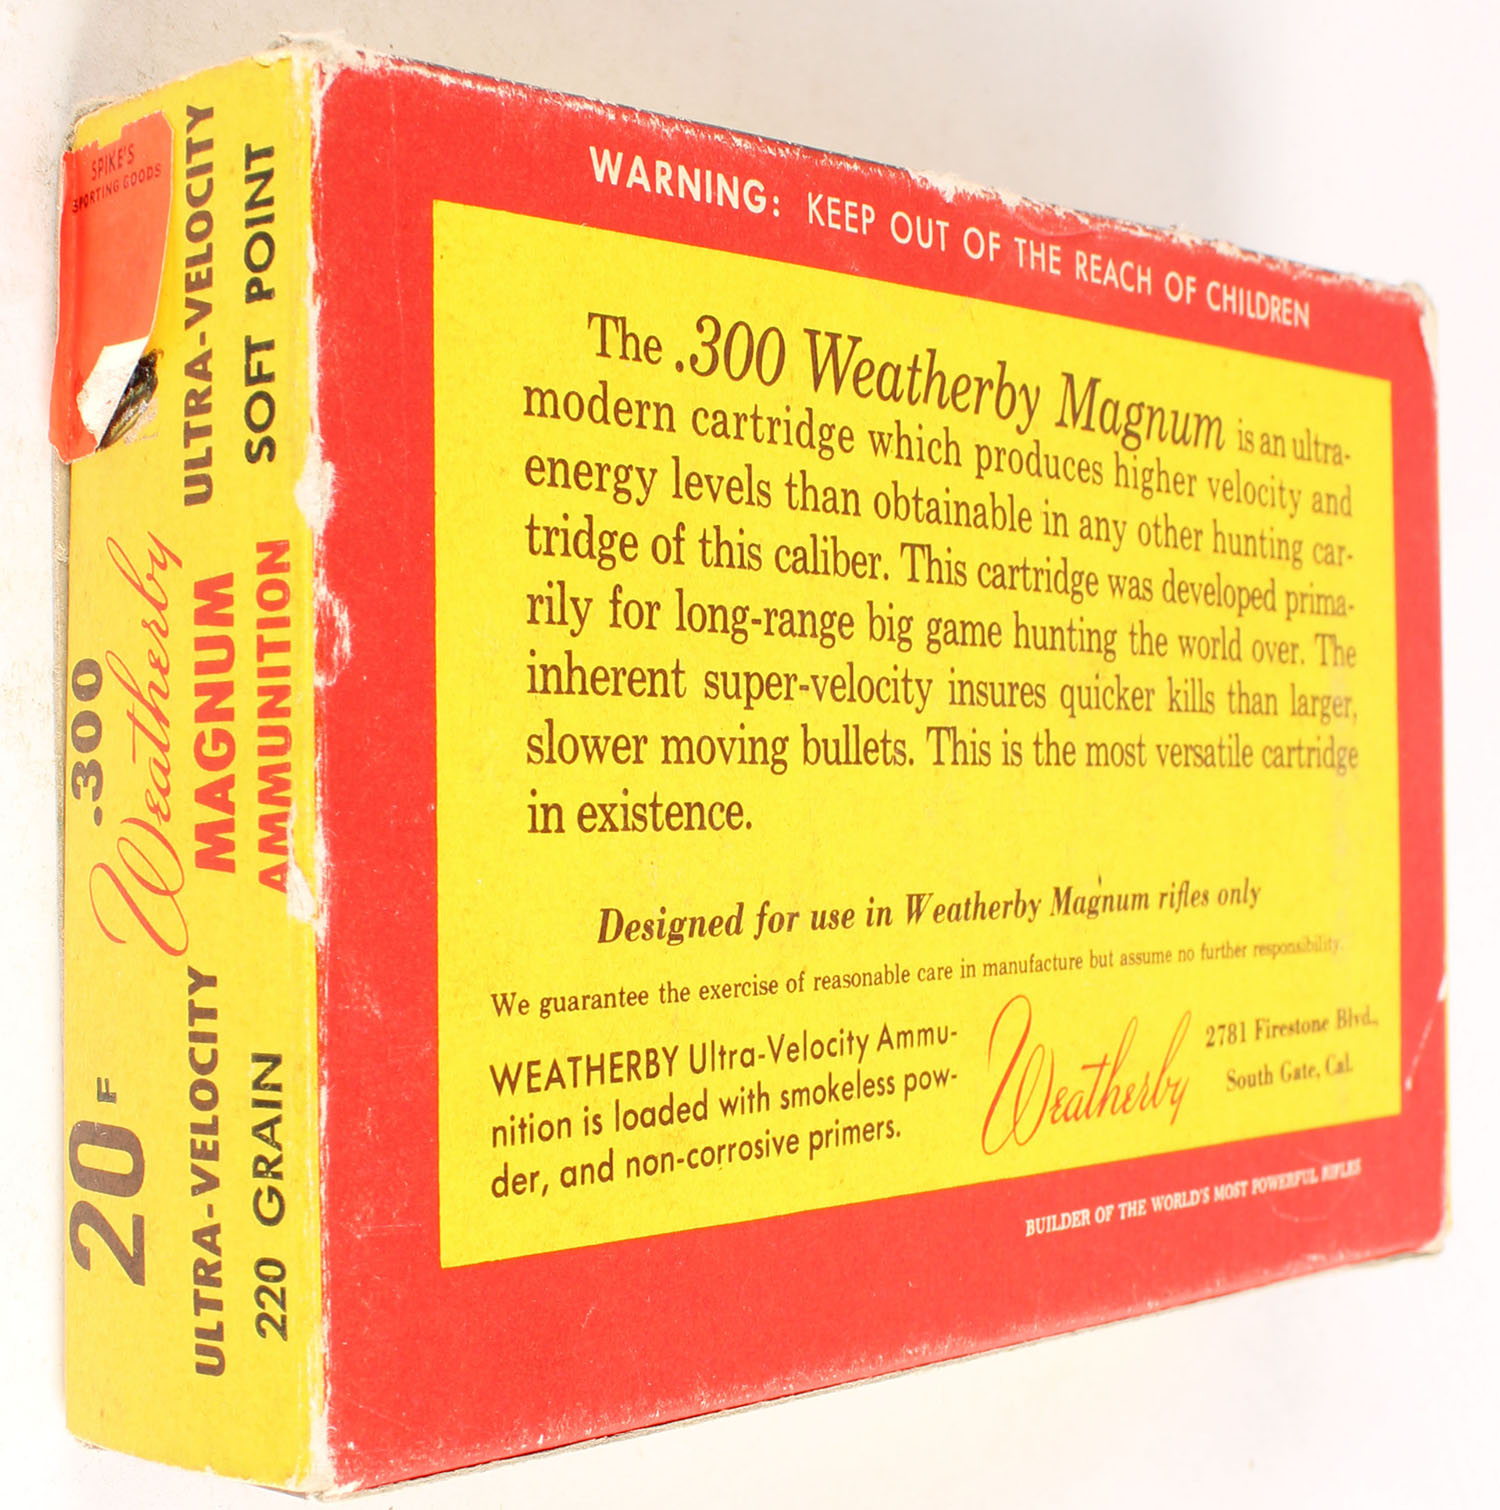 SPIKE'S
SPORTING GOODS
ULTRA-VELOCITY
SOFT POINT
.300
Weatherby
MAGNUM
AMMUNITION
20 F
ULTRA-VELOCITY
220 GRAIN
WARNING: KEEP OUT OF THE REACH OF CHILDREN
The .300 Weatherby Magnum is an ultra-
modern cartridge which produces higher velocity and
energy levels than obtainable in any other hunting car-
tridge of this caliber. This cartridge was developed prima-
rily for long-range big game hunting the world over. The
inherent super-velocity insures quicker kills than larger,
slower moving bullets. This is the most versatile cartridge
in existence.
Designed for use in Weatherby Magnum rifles only
We guarantee the exercise of reasonable care in manufacture but assume no further responsibility.
WEATHERBY Ultra-Velocity Ammu-
nition is loaded with smokeless pow-
der, and non-corrosive primers.
Weatherby
2781 Firestone Blvd.,
South Gate, Cal.
BUILDER OF THE WORLD'S MOST POWERFUL RIFLES